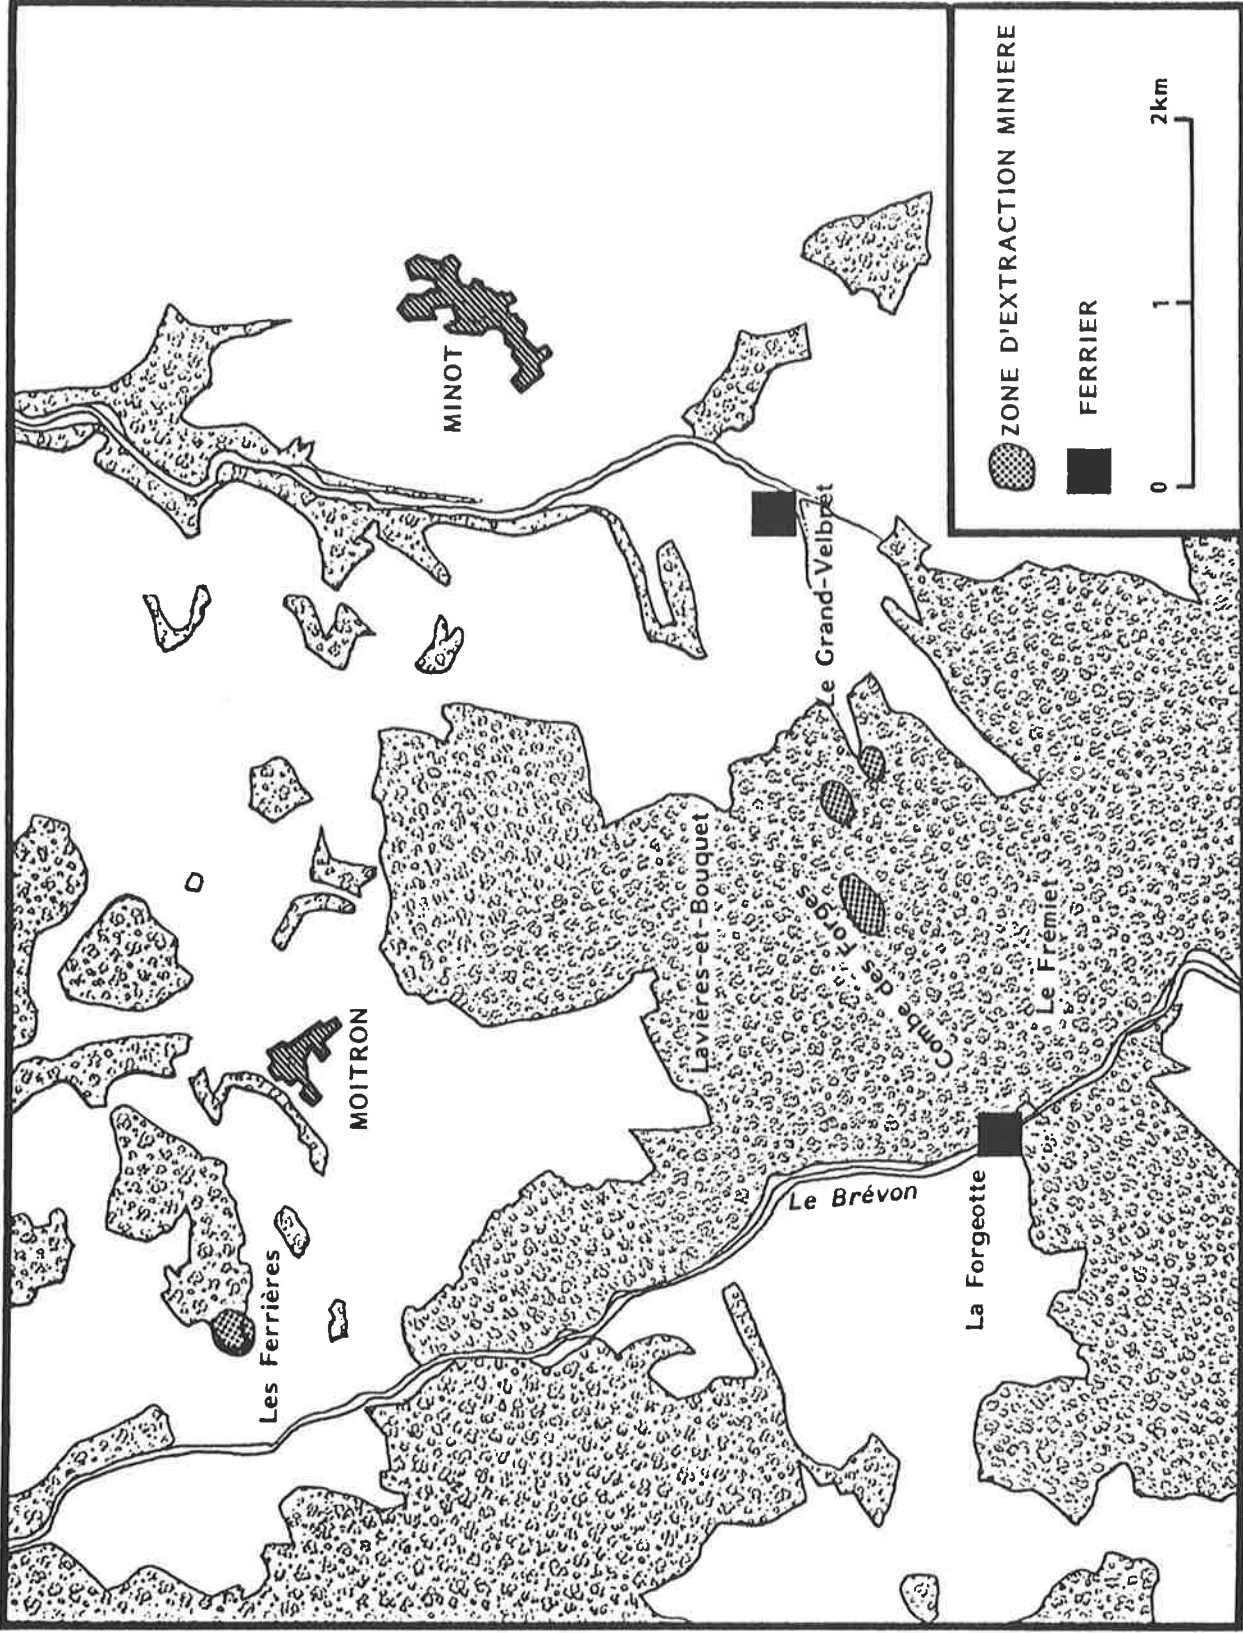 MINOT
MOITRON
Les Ferrières
Le Grand-Velbret
Lavières-et-Bouquet
Combe des Forges
Le Frémiet
Le Brévon
La Forgeotte
ZONE D'EXTRACTION MINIERE
FERRIER
0 1 2km